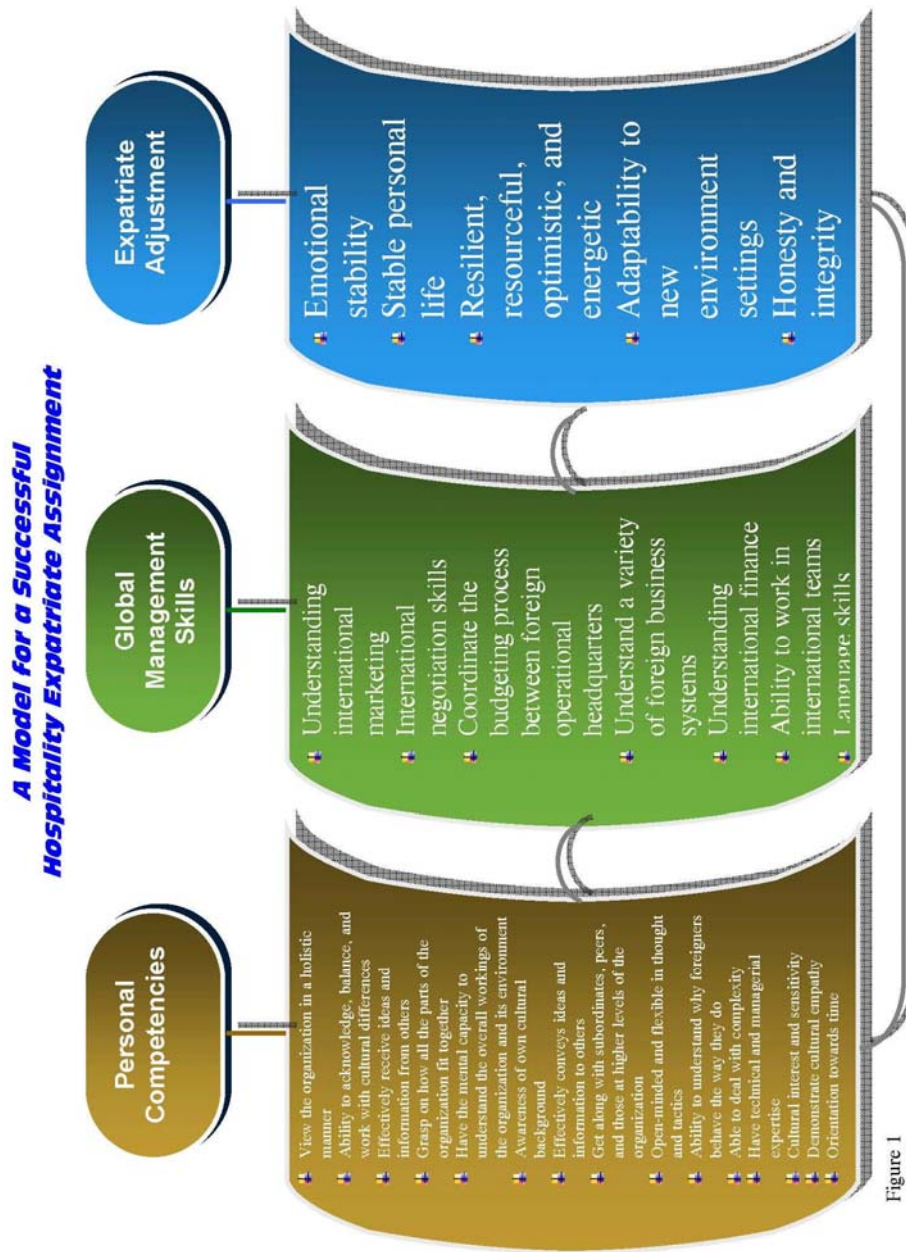 A Model for a Successful
Hospitality Expatriate Assignment
Personal
Competencies
View the organization in a holistic
manner
Ability to acknowledge, balance, and
work with cultural differences
Effectively receive ideas and
information from others
Grasp on how all the parts of the
organization fit together
Have the mental capacity to
understand the overall workings of
the organization and its environment
Awareness of own cultural
background
Effectively conveys ideas and
information to others
Get along with subordinates, peers,
and those at higher levels of the
organization
Open-minded and flexible in thought
and tactics
Ability to understand why foreigners
behave the way they do
Able to deal with complexity
Have technical and managerial
expertise
Cultural interest and sensitivity
Demonstrate cultural empathy
Orientation towards time
Global
Management
Skills
Understanding
international
marketing
International
negotiation skills
Coordinate the
budgeting process
between foreign
operational
headquarters
Understand a variety
of foreign business
systems
Understanding
international finance
Ability to work in
international teams
Language skills
Expatriate
Adjustment
Emotional
stability
Stable personal
life
Resilient,
resourceful,
optimistic, and
energetic
Adaptability to
new
environment
settings
Honesty and
integrity
Figure 1